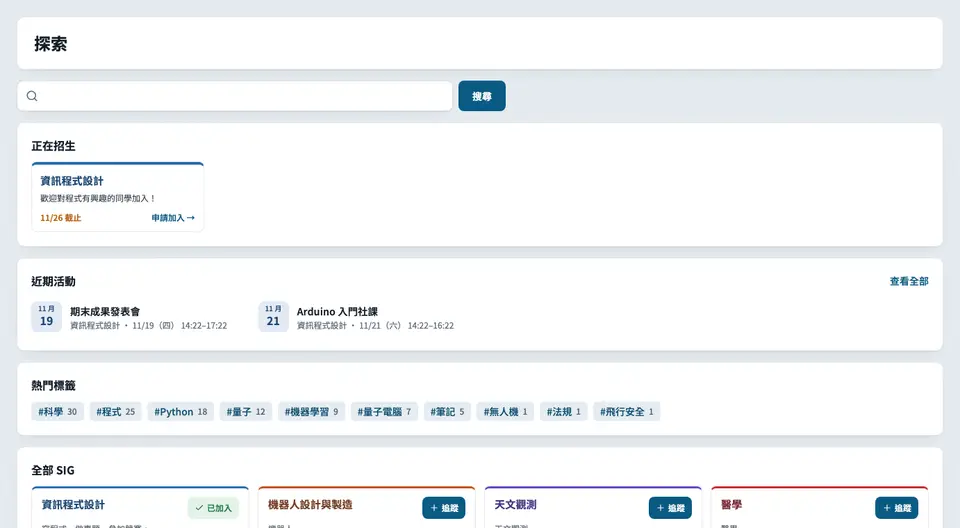 探索
搜尋
正在招生
資訊程式設計
歡迎對程式有興趣的同學加入！
11/26 截止 申請加入 →
近期活動 查看全部
11 月
19
期末成果發表會
資訊程式設計 • 11/19（四） 14:22–17:22
11 月
21
Arduino 入門社課
資訊程式設計 • 11/21（六） 14:22–16:22
熱門標籤
#科學 30 #程式 25 #Python 18 #量子 12 #機器學習 9 #量子電腦 7 #筆記 5 #無人機 1 #法規 1 #飛行安全 1
全部 SIG
資訊程式設計 已加入 機器人設計與製造 + 追蹤 天文觀測 + 追蹤 醫學 + 追蹤